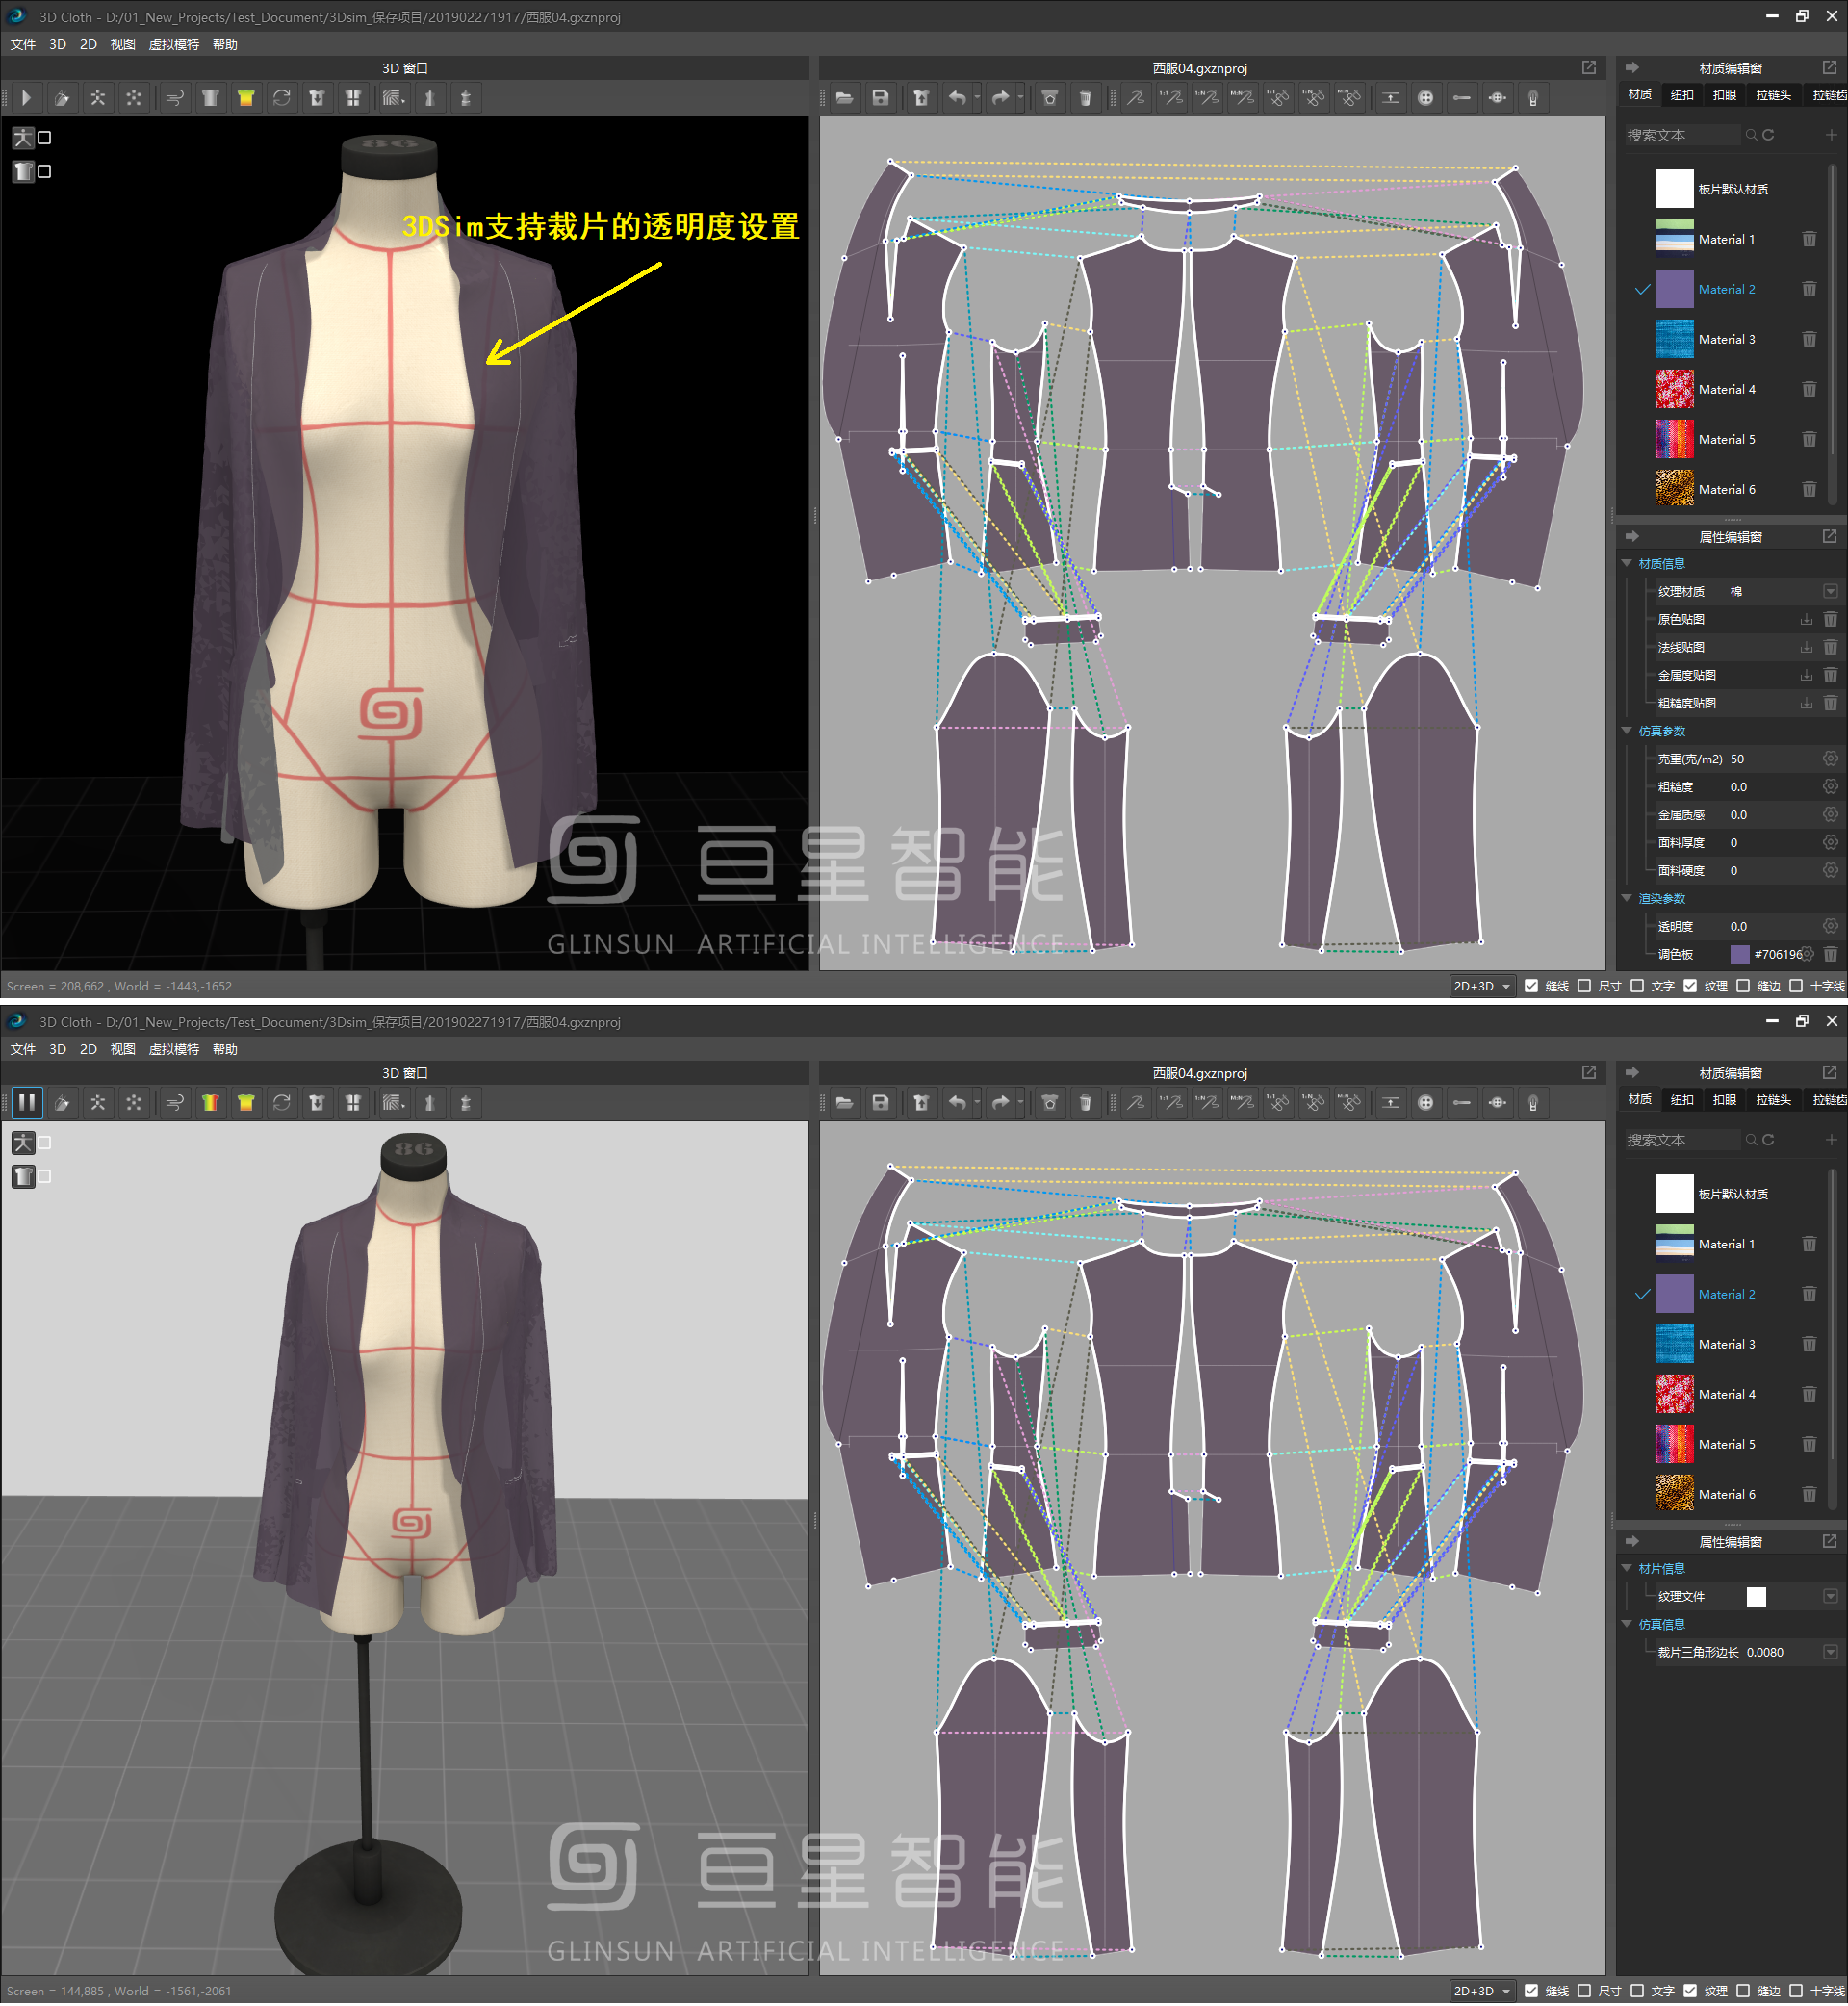 3D Cloth - D:/01_New_Projects/Test_Document/3Dsim_保存项目/201902271917/西服04.gxznproj
文件 3D 2D 视图 虚拟模特 帮助
3D 窗口
西服04.gxznproj
材质编辑窗
材质 纽扣 扣眼 拉链头 拉链齿
搜索文本
86
3DSim支持裁片的透明度设置
板片默认材质
Material 1
Material 2
Material 3
Material 4
Material 5
Material 6
属性编辑窗
材质信息
纹理材质 棉
原色贴图
法线贴图
金属度贴图
粗糙度贴图
仿真参数
克重(克/m2) 50
粗糙度 0.0
金属质感 0.0
面料厚度 0
面料硬度 0
渲染参数
透明度 0.0
调色板 #706196
巨星智能
GLINSUN ARTIFICIAL INTELLIGENCE
Screen = 208,662 , World = -1443,-1652
2D+3D 缝线 尺寸 文字 纹理 缝边 十字线
3D Cloth - D:/01_New_Projects/Test_Document/3Dsim_保存项目/201902271917/西服04.gxznproj
文件 3D 2D 视图 虚拟模特 帮助
3D 窗口
西服04.gxznproj
材质编辑窗
材质 纽扣 扣眼 拉链头 拉链齿
搜索文本
86
板片默认材质
Material 1
Material 2
Material 3
Material 4
Material 5
Material 6
属性编辑窗
材片信息
纹理文件
仿真信息
裁片三角形边长 0.0080
巨星智能
GLINSUN ARTIFICIAL INTELLIGENCE
Screen = 144,885 , World = -1561,-2061
2D+3D 缝线 尺寸 文字 纹理 缝边 十字线